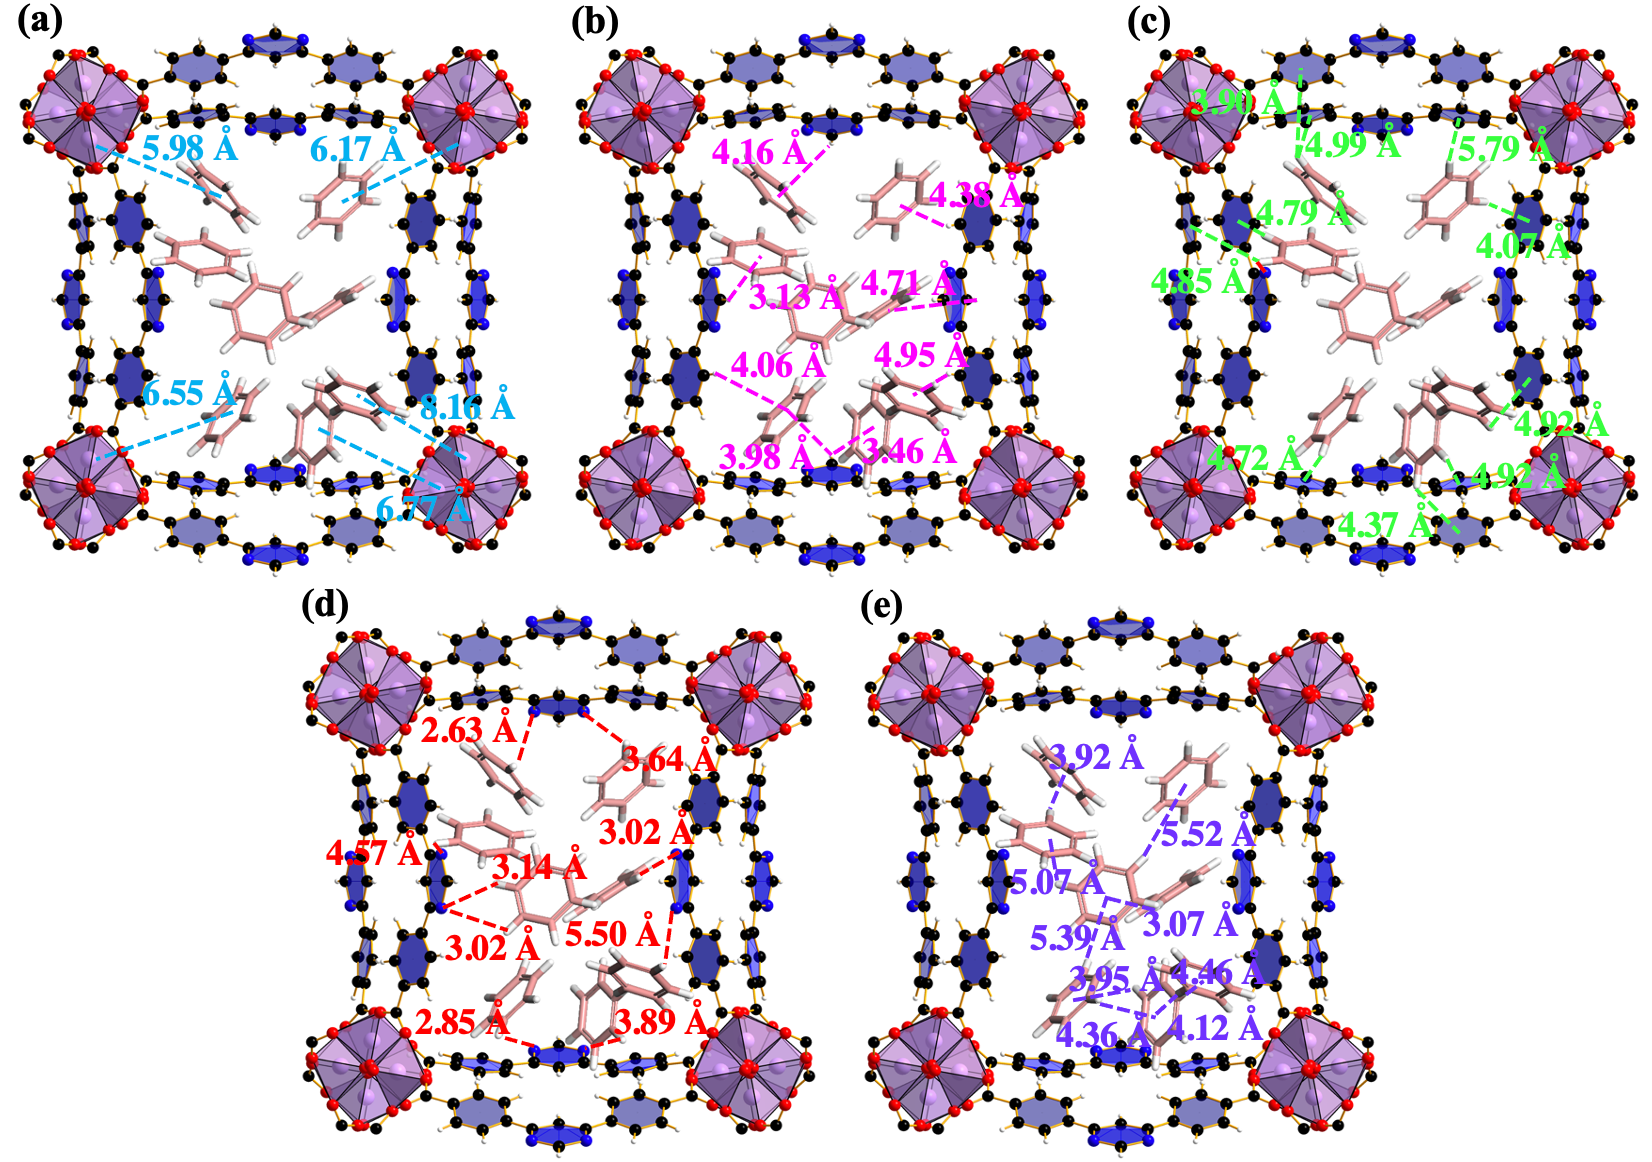 (a)
5.98 Å
6.17 Å
6.55 Å
8.16 Å
6.77 Å
(b)
4.16 Å
4.38 Å
3.13 Å
4.71 Å
4.06 Å
4.95 Å
3.98 Å
3.46 Å
(c)
3.90 Å
4.99 Å
5.79 Å
4.79 Å
4.07 Å
4.85 Å
4.92 Å
4.72 Å
4.92 Å
4.37 Å
(d)
2.63 Å
3.64 Å
3.02 Å
4.57 Å
3.14 Å
3.02 Å
5.50 Å
2.85 Å
3.89 Å
(e)
3.92 Å
5.52 Å
5.07 Å
3.07 Å
5.39 Å
3.95 Å
4.46 Å
4.36 Å
4.12 Å